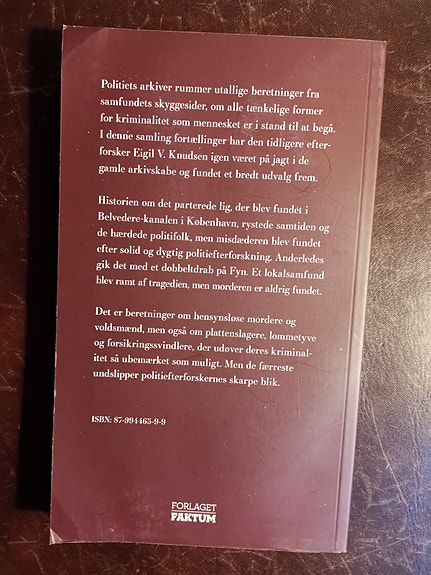 Politiets arkiver rummer utallige beretninger fra
samfundets skyggesider, om alle tænkelige former
for kriminalitet som mennesket er i stand til at begå.
I denne samling fortællinger har den tidligere efter-
forsker Eigil V. Knudsen igen været på jagt i de
gamle arkivskabe og fundet et bredt udvalg frem.
Historien om det parterede lig, der blev fundet i
Belvedere-kanalen i København, rystede samtiden og
de hærdede politifolk, men misdæderen blev fundet
efter solid og dygtig politiefterforskning. Anderledes
gik det med et dobbeltdrab på Fyn. Et lokalsamfund
blev ramt af tragedien, men morderen er aldrig fundet.
Det er beretninger om hensynsløse mordere og
voldsmænd, men også om plattenslagere, lommetyve
og forsikringssvindlere, der udøver deres kriminal-
itet så ubemærket som muligt. Men de færreste
undslipper politiefterforskernes skarpe blik.
ISBN: 87-994463-9-9
FORLAGET
FAKTUM